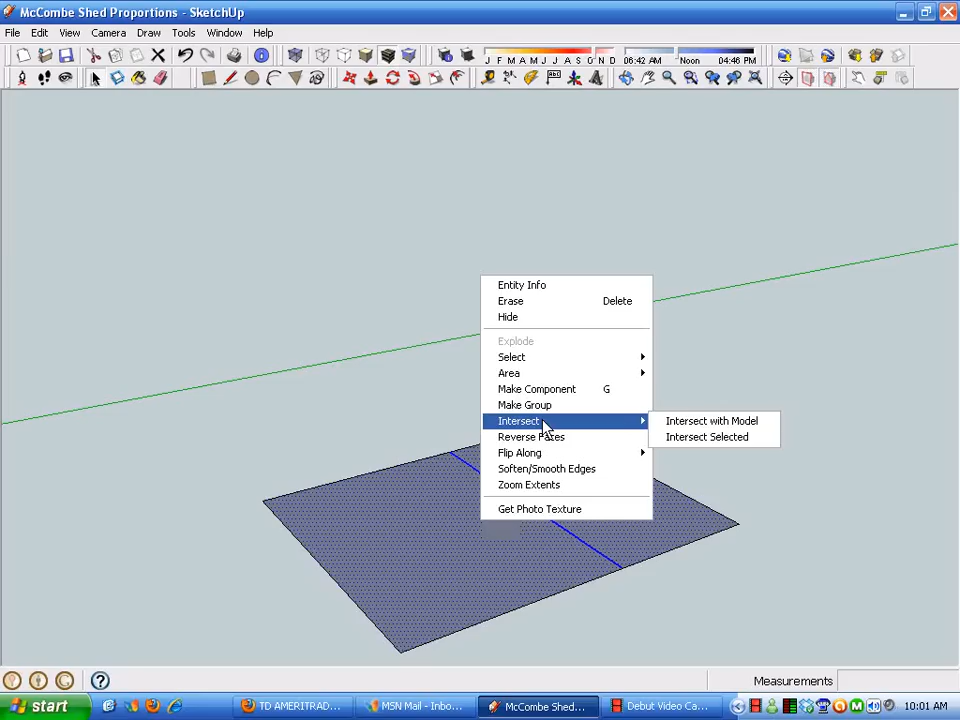 McCombe Shed Proportions - SketchUp
File Edit View Camera Draw Tools Window Help
J F M A M J J A S O N D 06:42 AM Noon 04:46 PM
Entity Info
Erase Delete
Hide
Explode
Select
Area
Make Component G
Make Group
Intersect
Intersect with Model
Reverse Faces
Intersect Selected
Flip Along
Soften/Smooth Edges
Zoom Extents
Get Photo Texture
Measurements
start TD AMERITRAD... MSN Mail - Inbo... McCombe Shed... Debut Video Ca... 10:01 AM